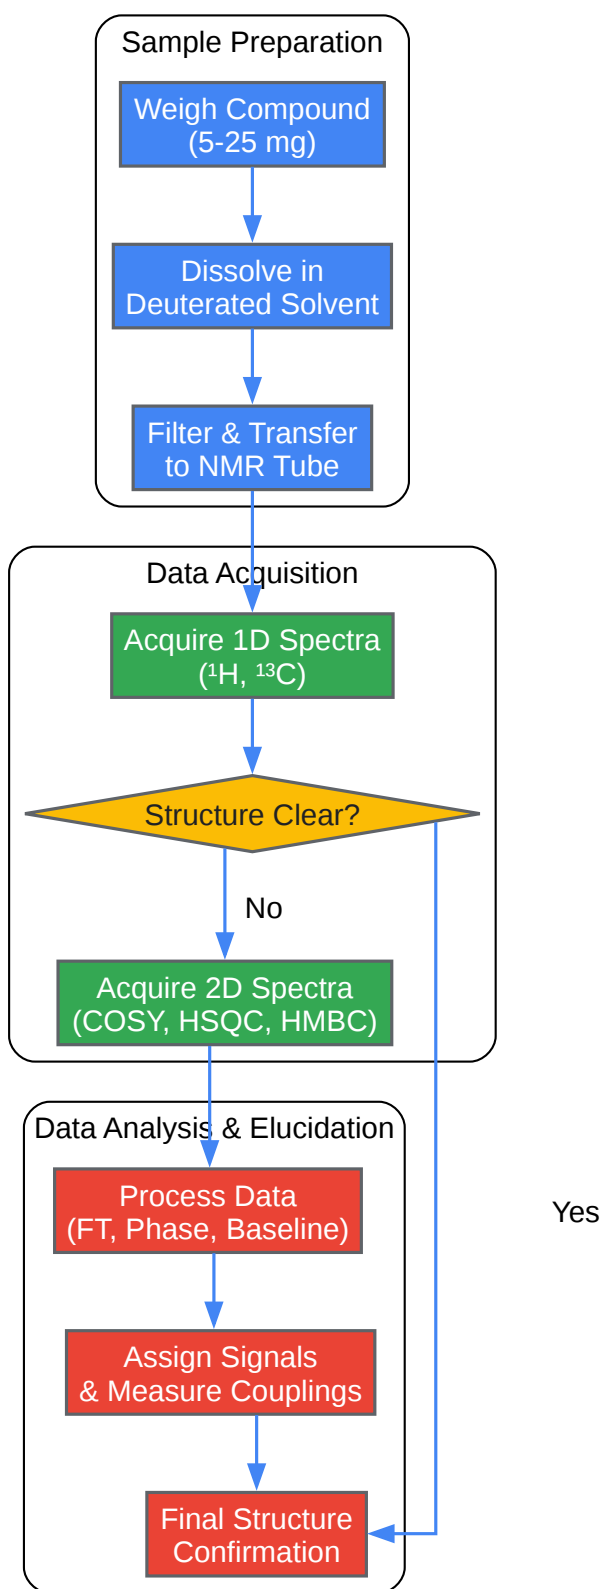 Sample Preparation
Weigh Compound
(5-25 mg)
Dissolve in
Deuterated Solvent
Filter & Transfer
to NMR Tube
Data Acquisition
Acquire 1D Spectra
(¹H, ¹³C)
Structure Clear?
No
Acquire 2D Spectra
(COSY, HSQC, HMBC)
Data Analysis & Elucidation
Process Data
(FT, Phase, Baseline)
Yes
Assign Signals
& Measure Couplings
Final Structure
Confirmation